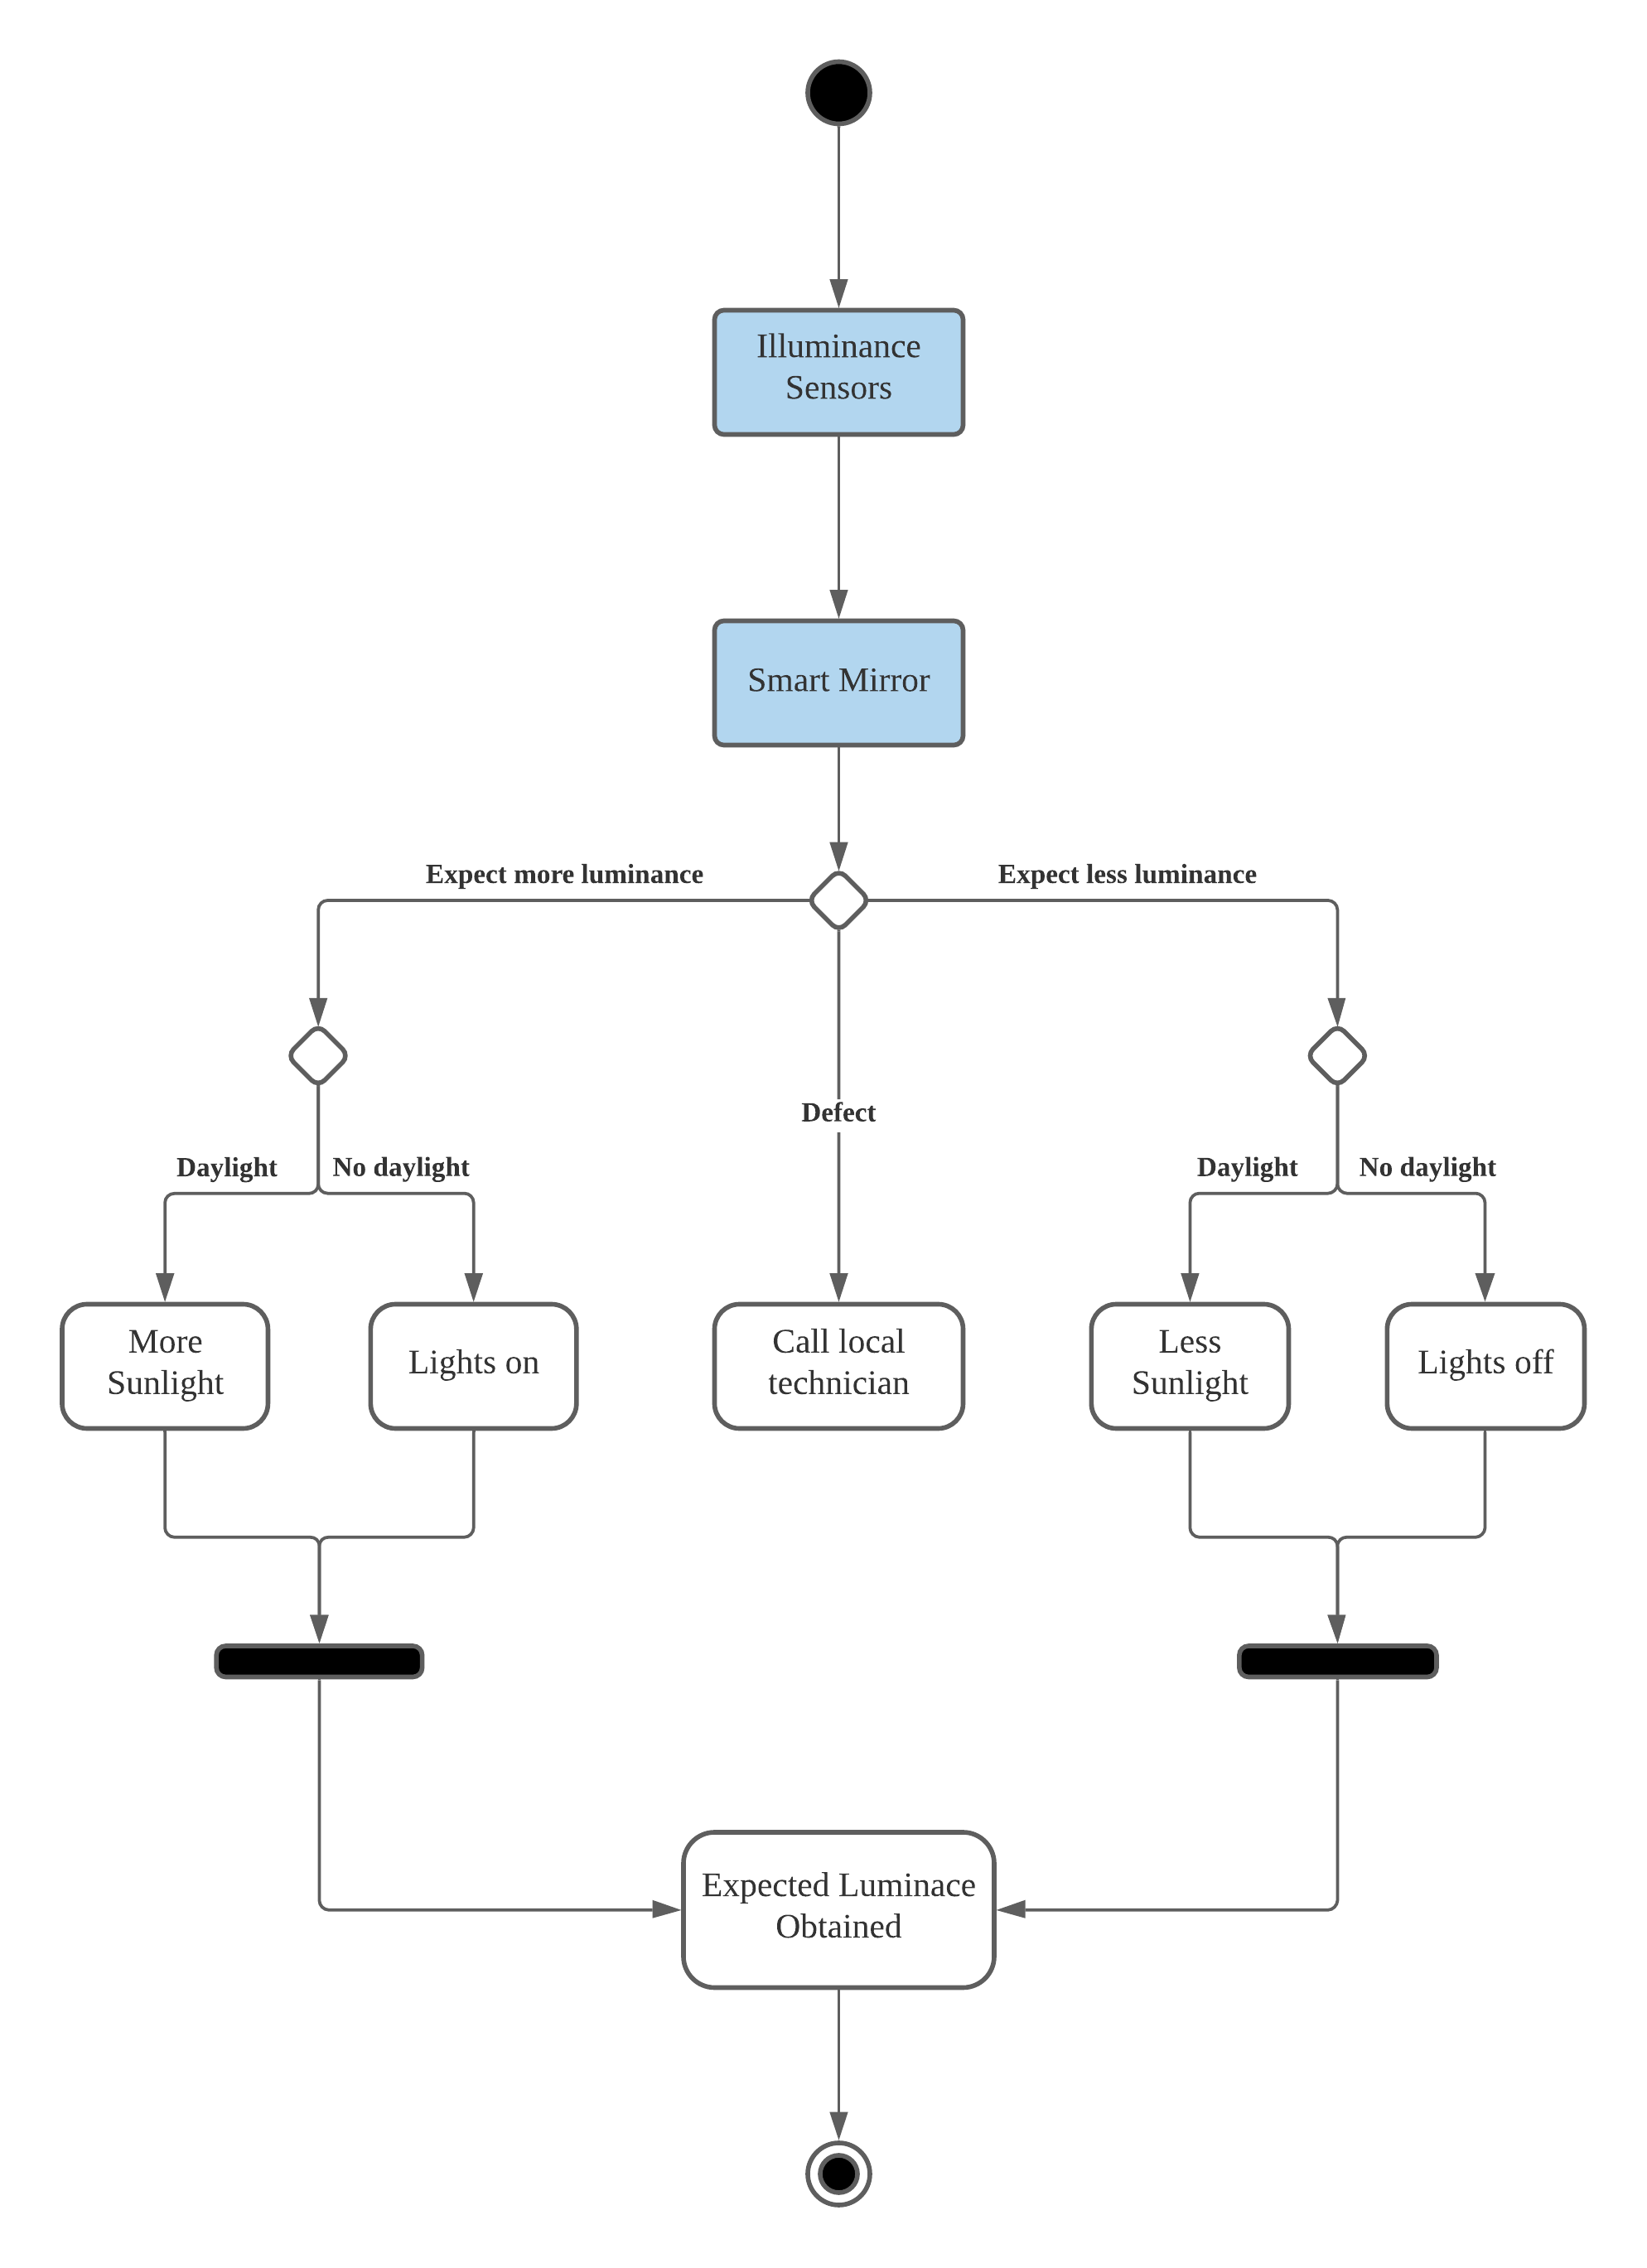 Illuminance
Sensors
Smart Mirror
Expect more luminance
Expect less luminance
Defect
Daylight
No daylight
Daylight
No daylight
More
Sunlight
Lights on
Call local
technician
Less
Sunlight
Lights off
Expected Luminace
Obtained